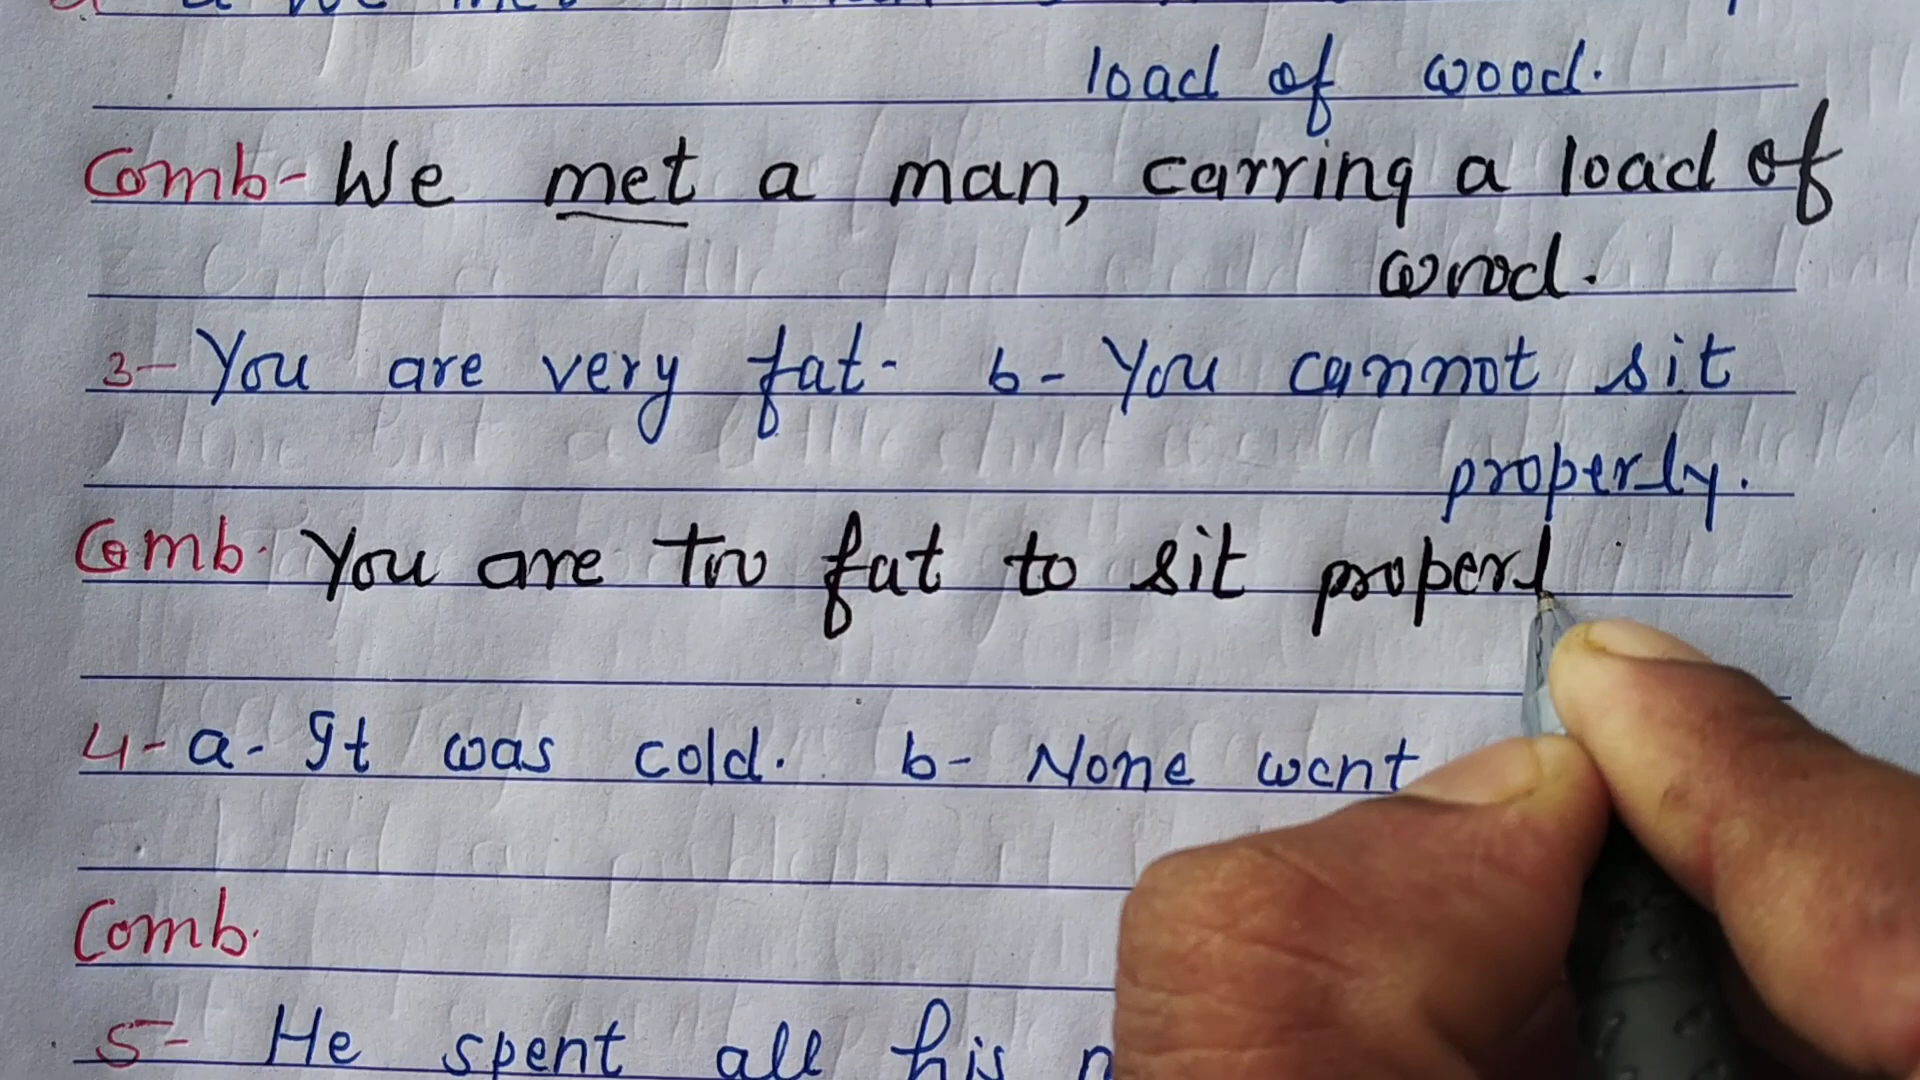 load of wood.
Comb- We met a man, carring a load of
wood.
3- You are very fat- b- You cannot sit
properly.
Comb. You are too fat to sit properl
4- a- It was cold. b- None went
Comb.
5- He spent all his